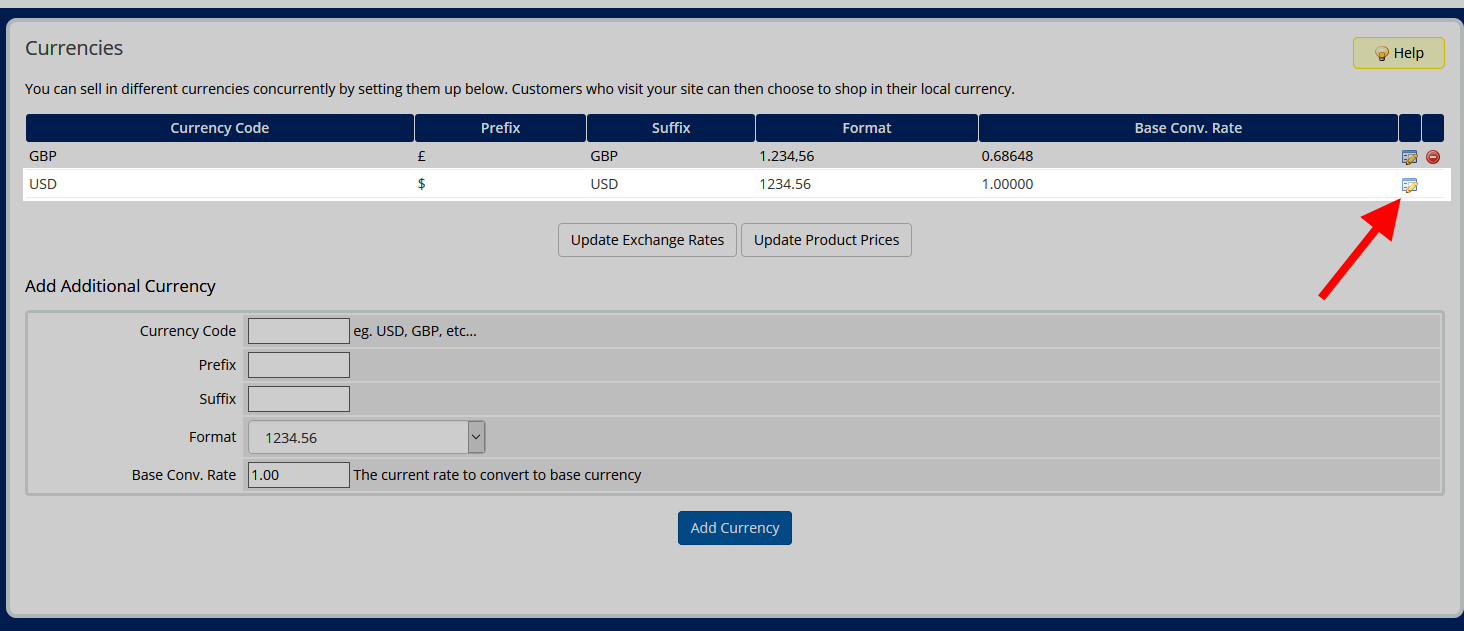 Currencies
Help
You can sell in different currencies concurrently by setting them up below. Customers who visit your site can then choose to shop in their local currency.
Currency Code Prefix Suffix Format Base Conv. Rate
GBP £ GBP 1.234,56 0.68648
USD $ USD 1234.56 1.00000
Update Exchange Rates Update Product Prices
Add Additional Currency
Currency Code eg. USD, GBP, etc...
Prefix
Suffix
Format 1234.56
Base Conv. Rate 1.00 The current rate to convert to base currency
Add Currency